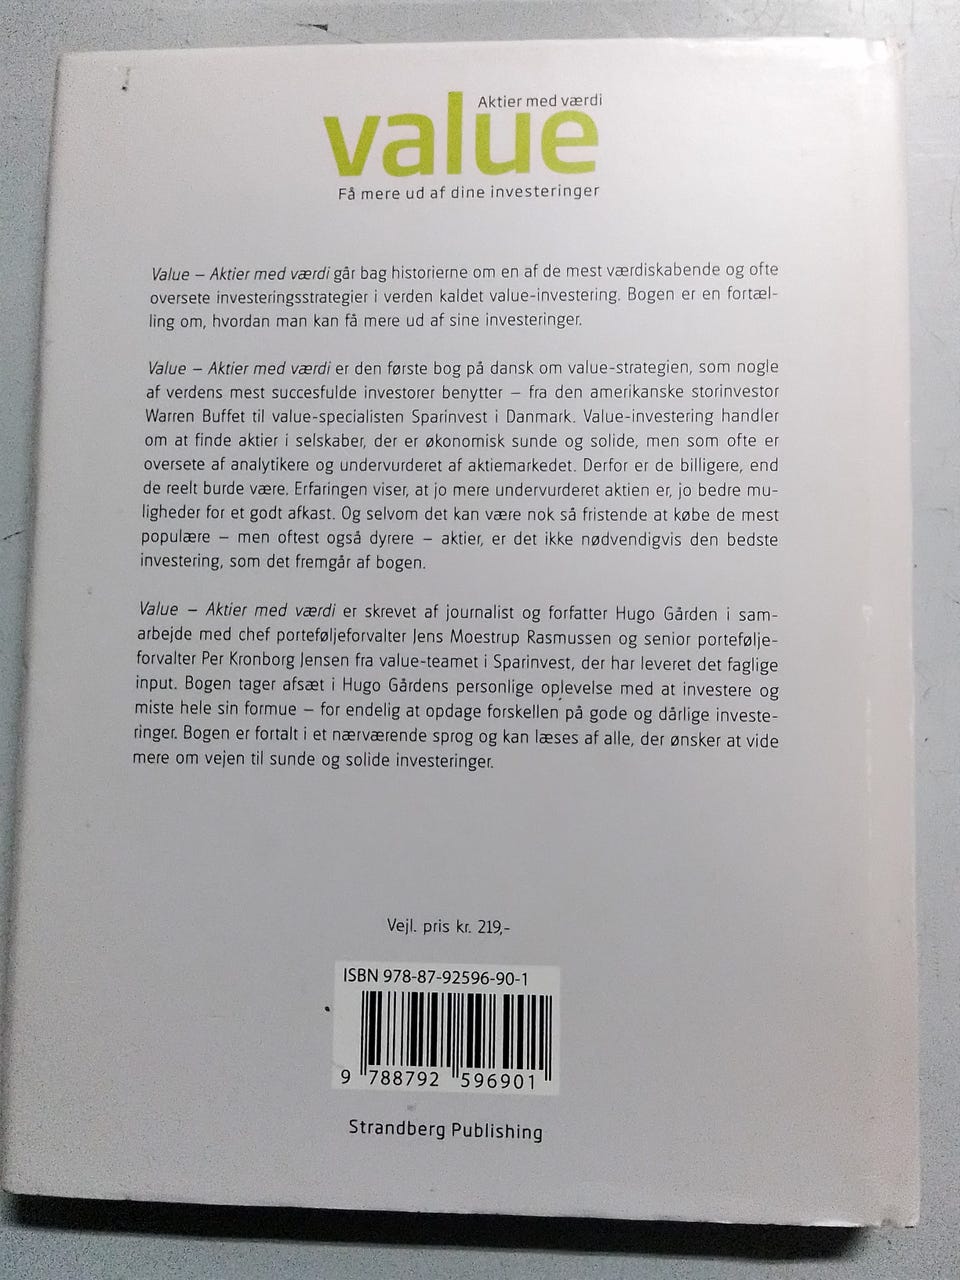 Aktier med værdi
value
Få mere ud af dine investeringer
Value – Aktier med værdi går bag historierne om en af de mest værdiskabende og ofte
oversete investeringsstrategier i verden kaldet value-investering. Bogen er en fortæl-
ling om, hvordan man kan få mere ud af sine investeringer.
Value – Aktier med værdi er den første bog på dansk om value-strategien, som nogle
af verdens mest succesfulde investorer benytter – fra den amerikanske storinvestor
Warren Buffet til value-specialisten Sparinvest i Danmark. Value-investering handler
om at finde aktier i selskaber, der er økonomisk sunde og solide, men som ofte er
oversete af analytikere og undervurderet af aktiemarkedet. Derfor er de billigere, end
de reelt burde være. Erfaringen viser, at jo mere undervurderet aktien er, jo bedre mu-
ligheder for et godt afkast. Og selvom det kan være nok så fristende at købe de mest
populære – men oftest også dyrere – aktier, er det ikke nødvendigvis den bedste
investering, som det fremgår af bogen.
Value – Aktier med værdi er skrevet af journalist og forfatter Hugo Gården i sam-
arbejde med chef porteføljeforvalter Jens Moestrup Rasmussen og senior portefølje-
forvalter Per Kronborg Jensen fra value-teamet i Sparinvest, der har leveret det faglige
input. Bogen tager afsæt i Hugo Gårdens personlige oplevelse med at investere og
miste hele sin formue – for endelig at opdage forskellen på gode og dårlige investe-
ringer. Bogen er fortalt i et nærværende sprog og kan læses af alle, der ønsker at vide
mere om vejen til sunde og solide investeringer.
Vejl. pris kr. 219,-
ISBN 978-87-92596-90-1
9 788792 596901
Strandberg Publishing